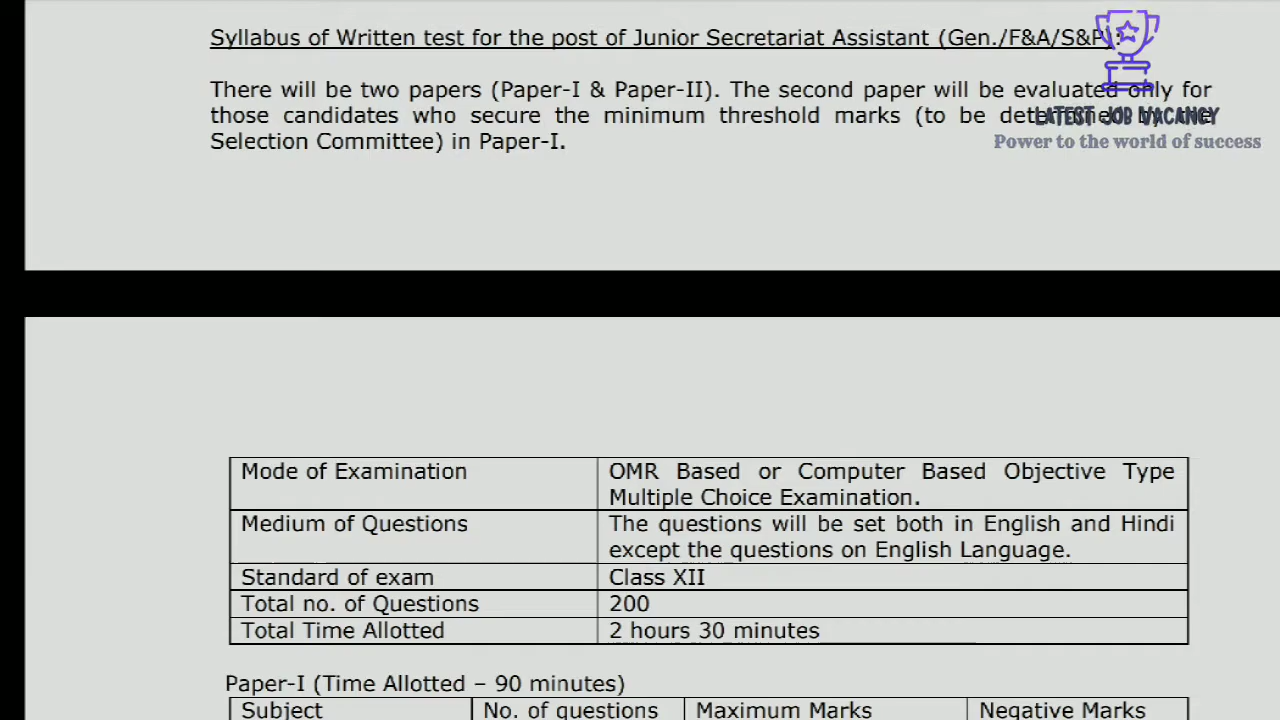 Syllabus of Written test for the post of Junior Secretariat Assistant (Gen./F&A/S&P):
There will be two papers (Paper-I & Paper-II). The second paper will be evaluated only for
those candidates who secure the minimum threshold marks (to be determined by the
Selection Committee) in Paper-I.
LATEST JOB VACANCY
Power to the world of success
Mode of Examination
OMR Based or Computer Based Objective Type
Multiple Choice Examination.
Medium of Questions
The questions will be set both in English and Hindi
except the questions on English Language.
Standard of exam
Class XII
Total no. of Questions
200
Total Time Allotted
2 hours 30 minutes
Paper-I (Time Allotted – 90 minutes)
Subject
No. of questions
Maximum Marks
Negative Marks